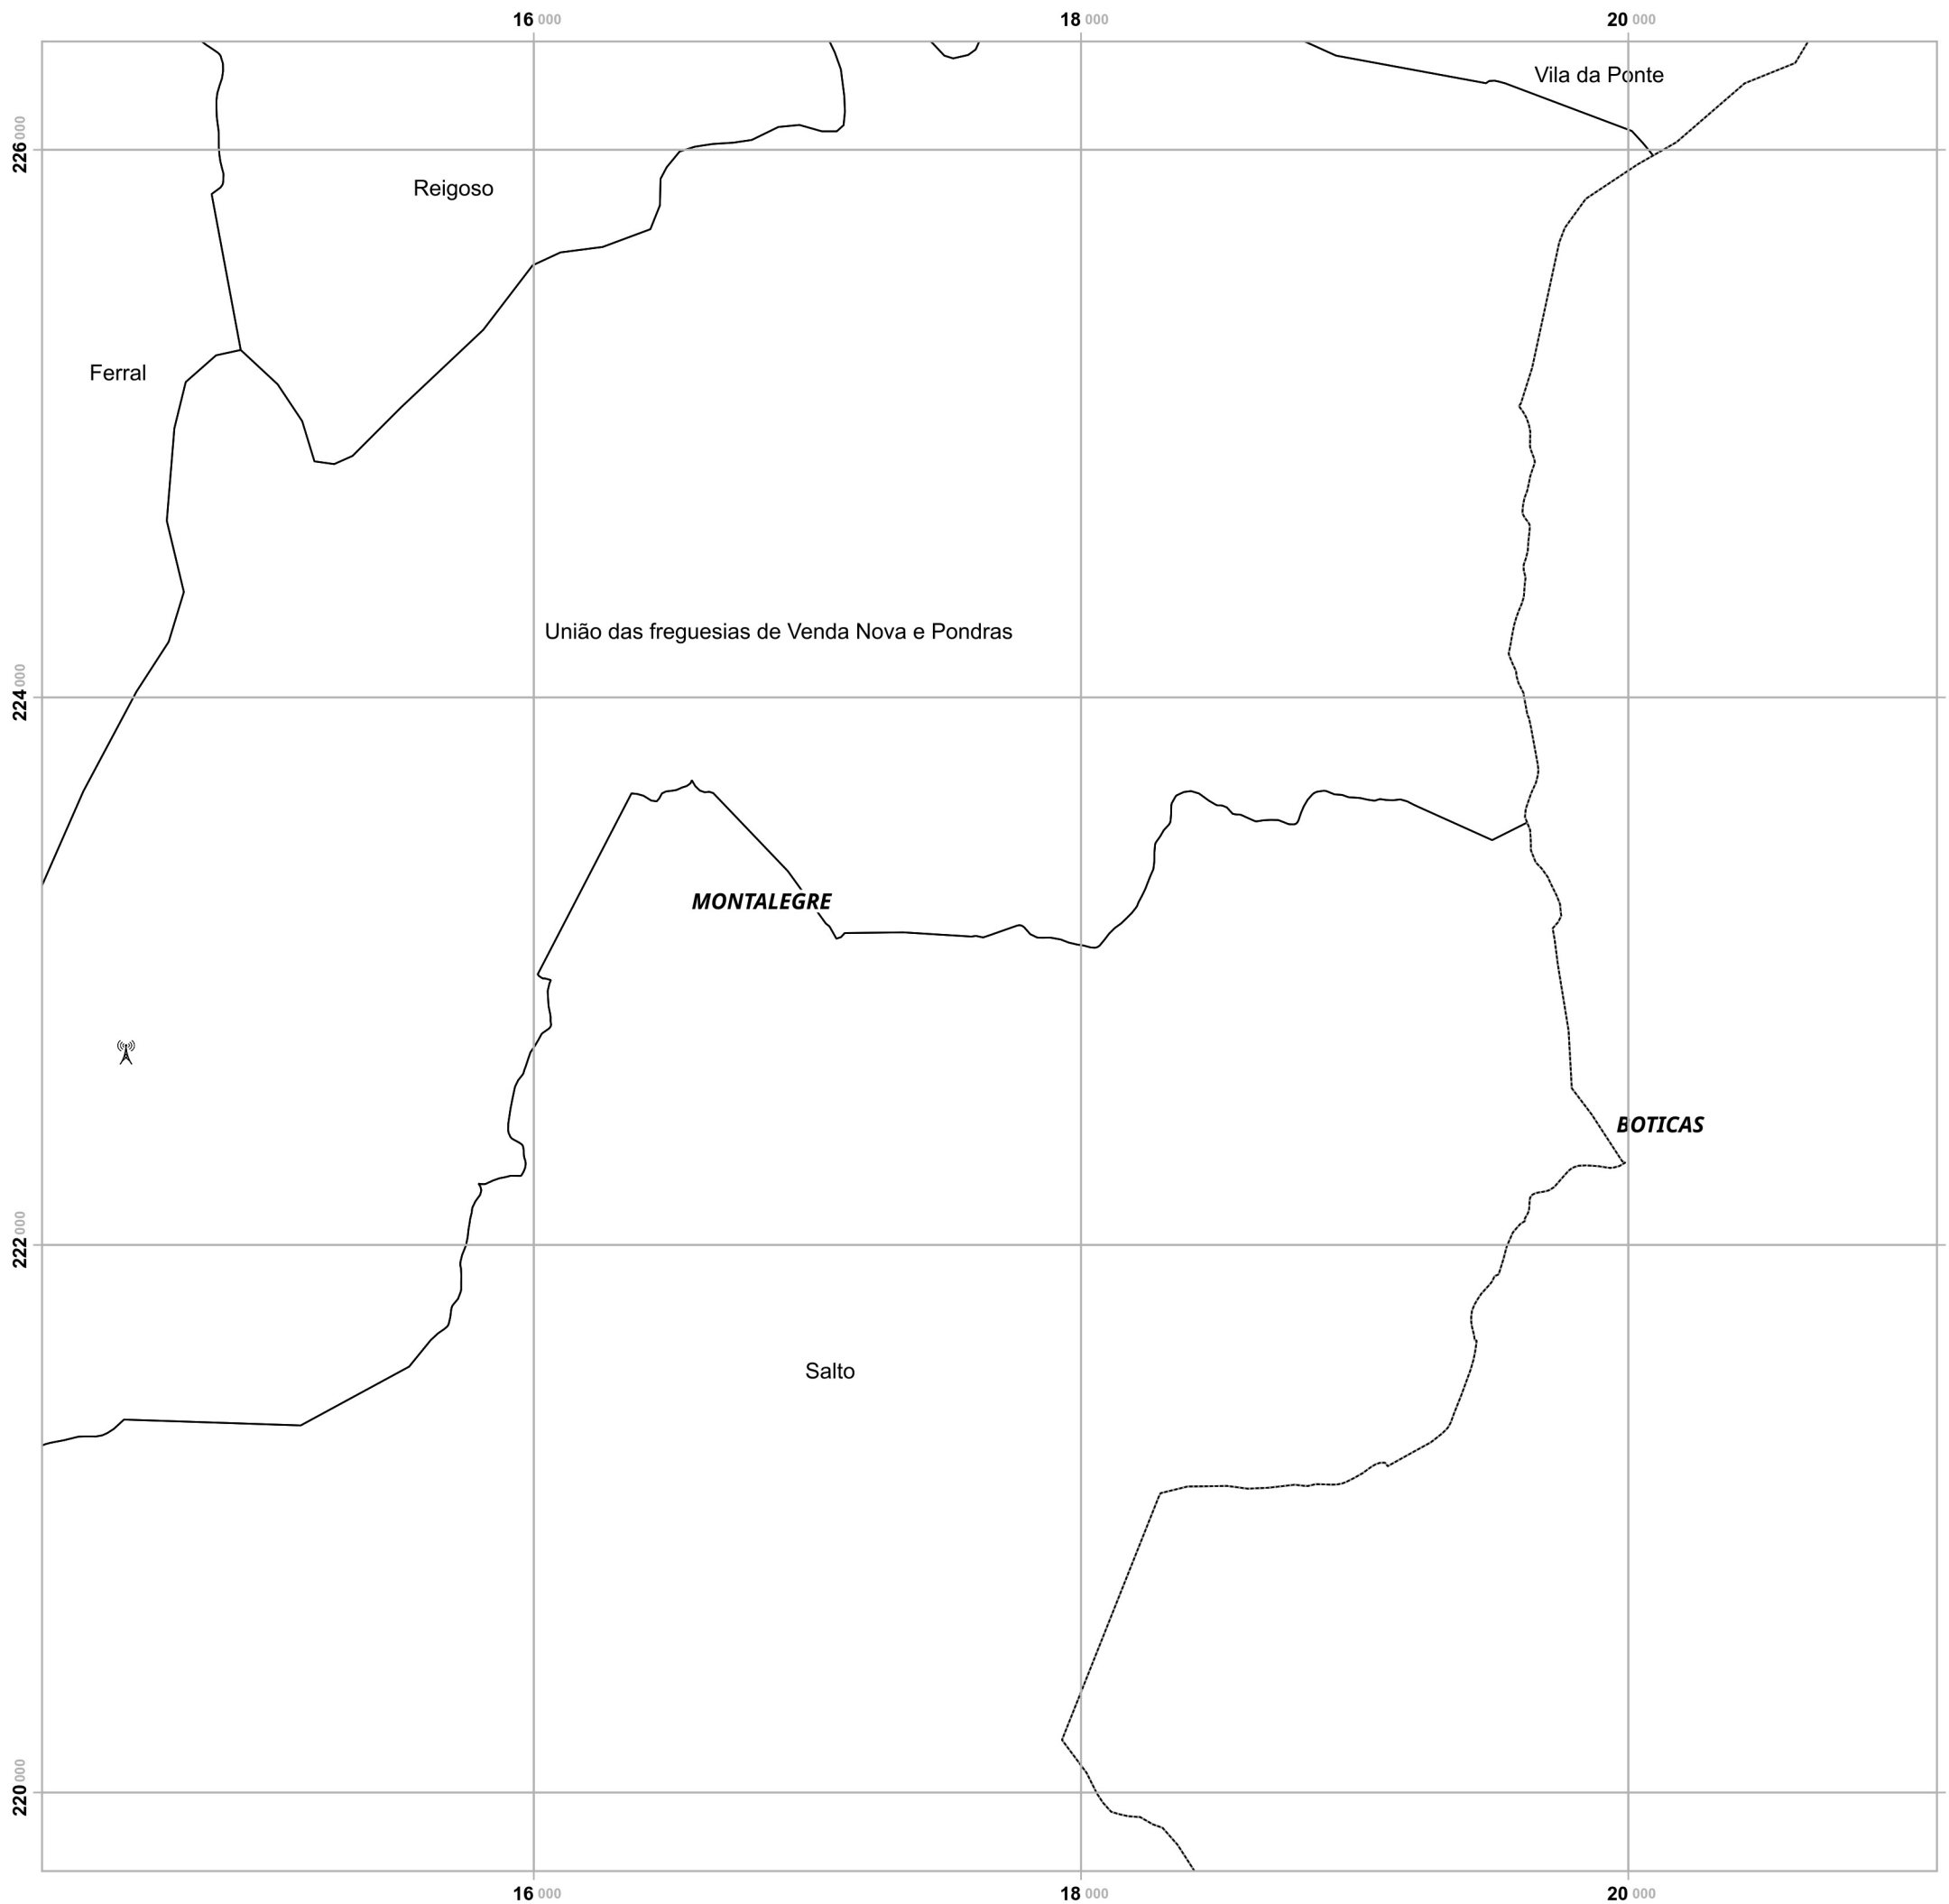 16 000 18 000 20 000
Vila da Ponte
226 000
Reigoso
Ferral
União das freguesias de Venda Nova e Pondras
224 000
MONTALEGRE
BOTICAS
222 000
Salto
220 000
16 000 18 000 20 000